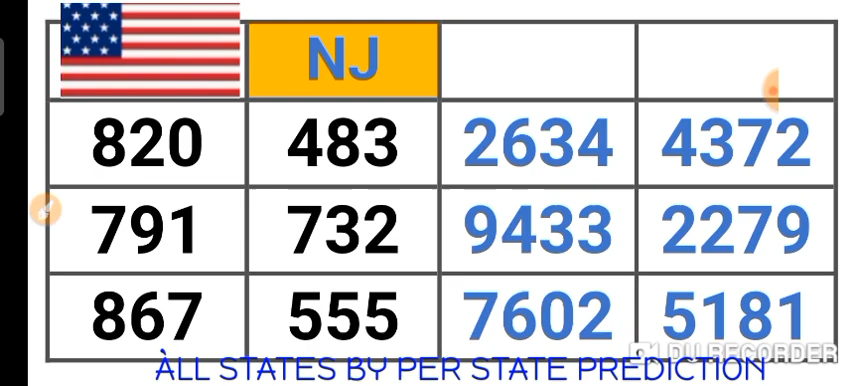 NJ
820 483 2634 4372
791 732 9433 2279
867 555 7602 5181
DU RECORDER
ÀLL STATES BY PER STATE PREDICTION